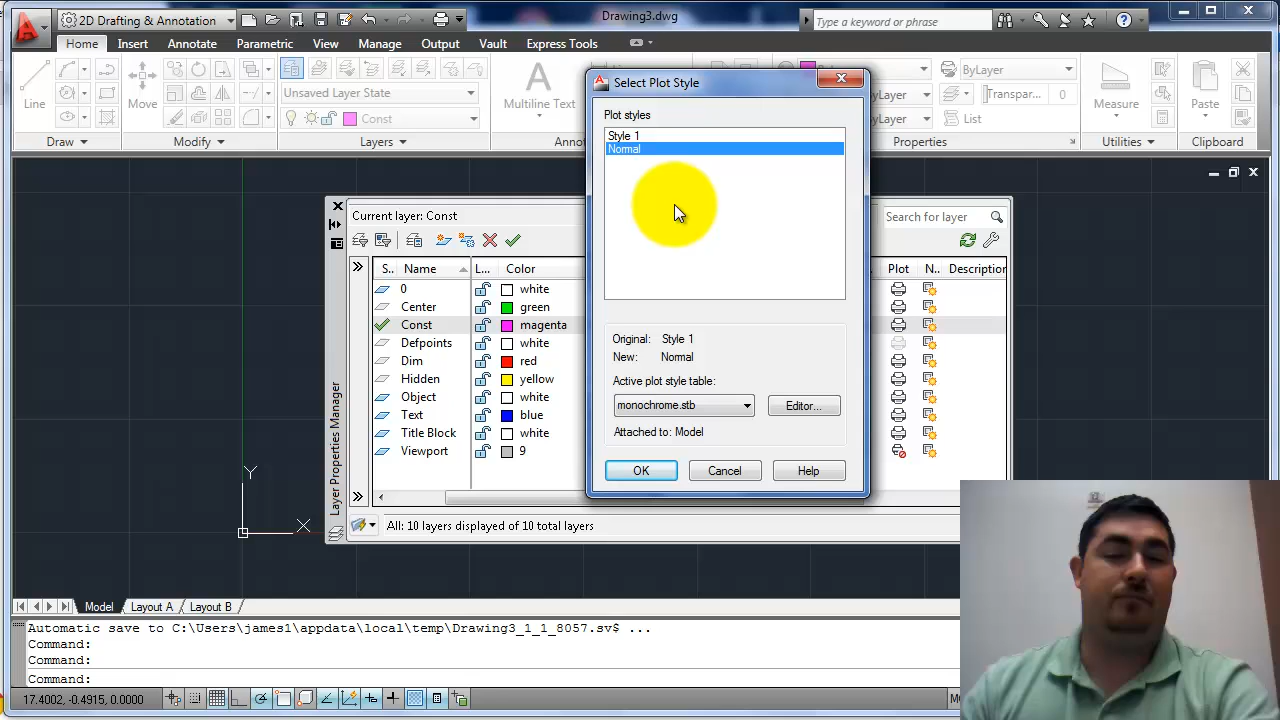 2D Drafting & Annotation
Drawing3.dwg
Type a keyword or phrase
Home Insert Annotate Parametric View Manage Output Vault Express Tools
Line
Move
Unsaved Layer State
Const
Multiline Text
ByLayer
ByLayer
ByLayer
Transpar... 0
List
Measure
Paste
Draw
Modify
Layers
Annot
Properties
Utilities
Clipboard
Select Plot Style
Plot styles
Style 1
Normal
Original: Style 1
New: Normal
Active plot style table:
monochrome.stb
Editor...
Attached to: Model
OK Cancel Help
Current layer: Const
Search for layer
S.. Name L... Color Plot N.. Description
0 white
Center green
Const magenta
Defpoints white
Dim red
Hidden yellow
Object white
Text blue
Title Block white
Viewport 9
Layer Properties Manager
All: 10 layers displayed of 10 total layers
Y
X
Model Layout A Layout B
Automatic save to C:\Users\james1\appdata\local\temp\Drawing3_1_1_8057.sv$ ...
Command:
Command:
Command:
17.4002, -0.4915, 0.0000